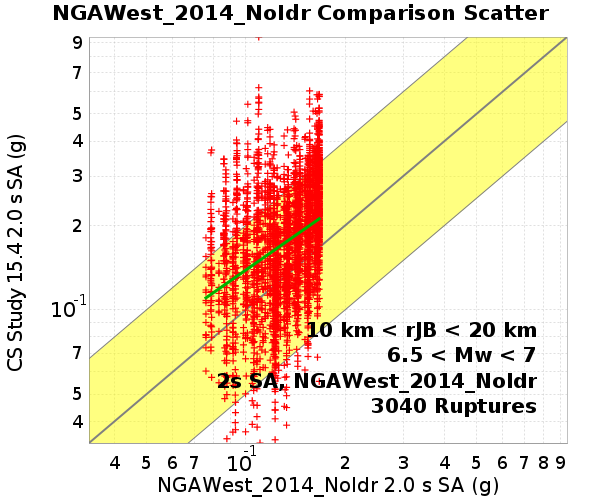 NGAWest_2014_NoIdr Comparison Scatter
9
7
5
4
3
2
10-1
7
5
4
CS Study 15.4 2.0 s SA (g)
10 km < rJB < 20 km
6.5 < Mw < 7
2s SA, NGAWest_2014_NoIdr
3040 Ruptures
4 5 6 7 10-1 2 3 4 5 6 7 8 9
NGAWest_2014_NoIdr 2.0 s SA (g)